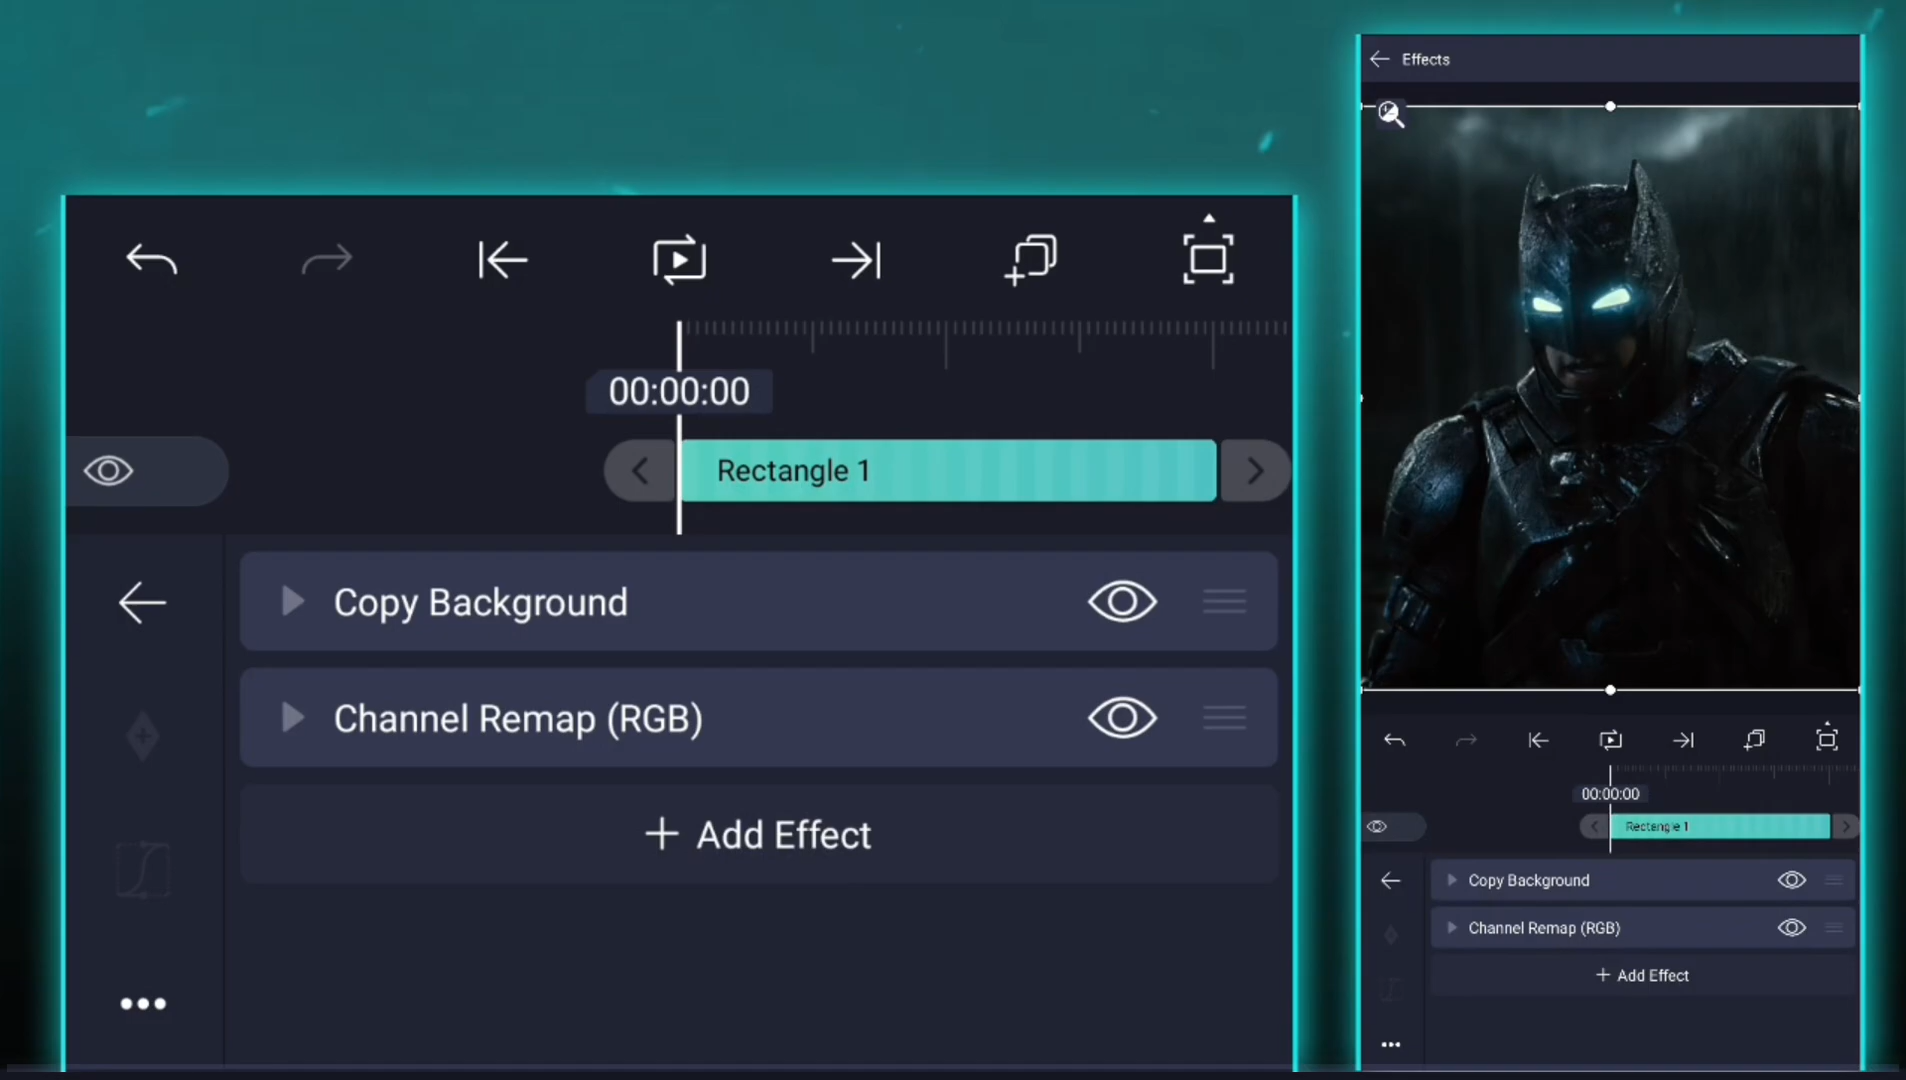 00:00:00
Rectangle 1
Copy Background
Channel Remap (RGB)
+ Add Effect
Effects
00:00:00
Rectangle 1
Copy Background
Channel Remap (RGB)
+ Add Effect